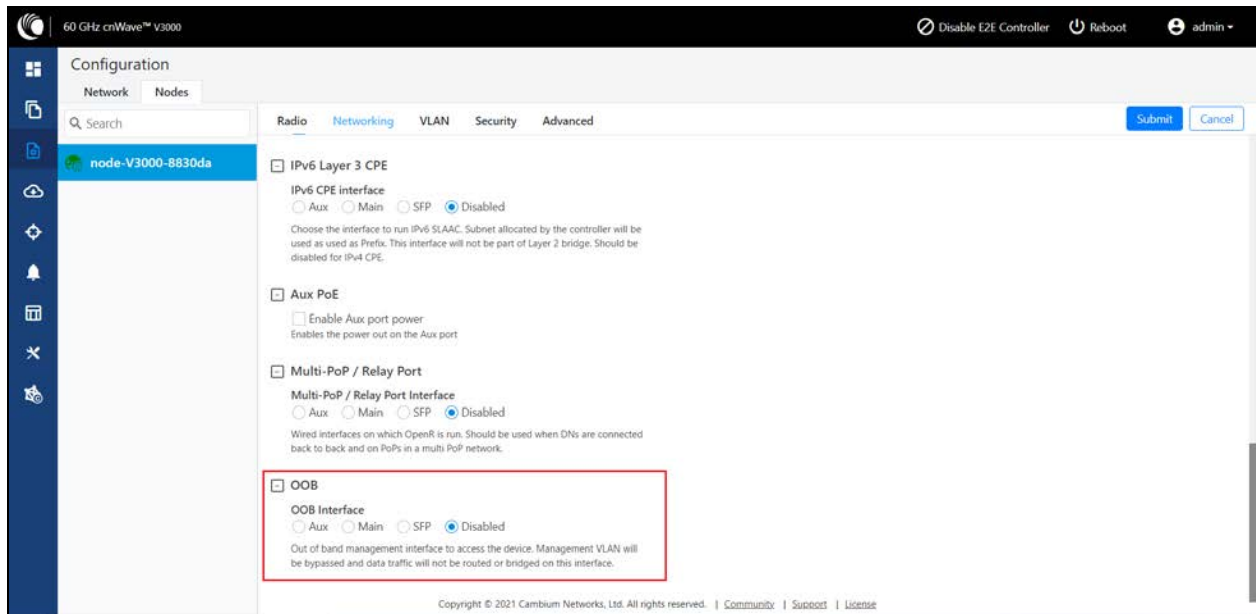 60 GHz cnWave™ V3000
Disable E2E Controller
Reboot
admin
Configuration
Network Nodes
Search
Radio Networking VLAN Security Advanced
Submit Cancel
node-V3000-8830da
IPv6 Layer 3 CPE
IPv6 CPE interface
Aux Main SFP Disabled
Choose the interface to run IPv6 SLAAC. Subnet allocated by the controller will be
used as used as Prefix. This interface will not be part of Layer 2 bridge. Should be
disabled for IPv4 CPE.
Aux PoE
Enable Aux port power
Enables the power out on the Aux port
Multi-PoP / Relay Port
Multi-PoP / Relay Port Interface
Aux Main SFP Disabled
Wired interfaces on which OpenR is run. Should be used when DNs are connected
back to back and on PoPs in a multi PoP network.
OOB
OOB Interface
Aux Main SFP Disabled
Out of band management interface to access the device. Management VLAN will
be bypassed and data traffic will not be routed or bridged on this interface.
Copyright © 2021 Cambium Networks, Ltd. All rights reserved. | Community | Support | License